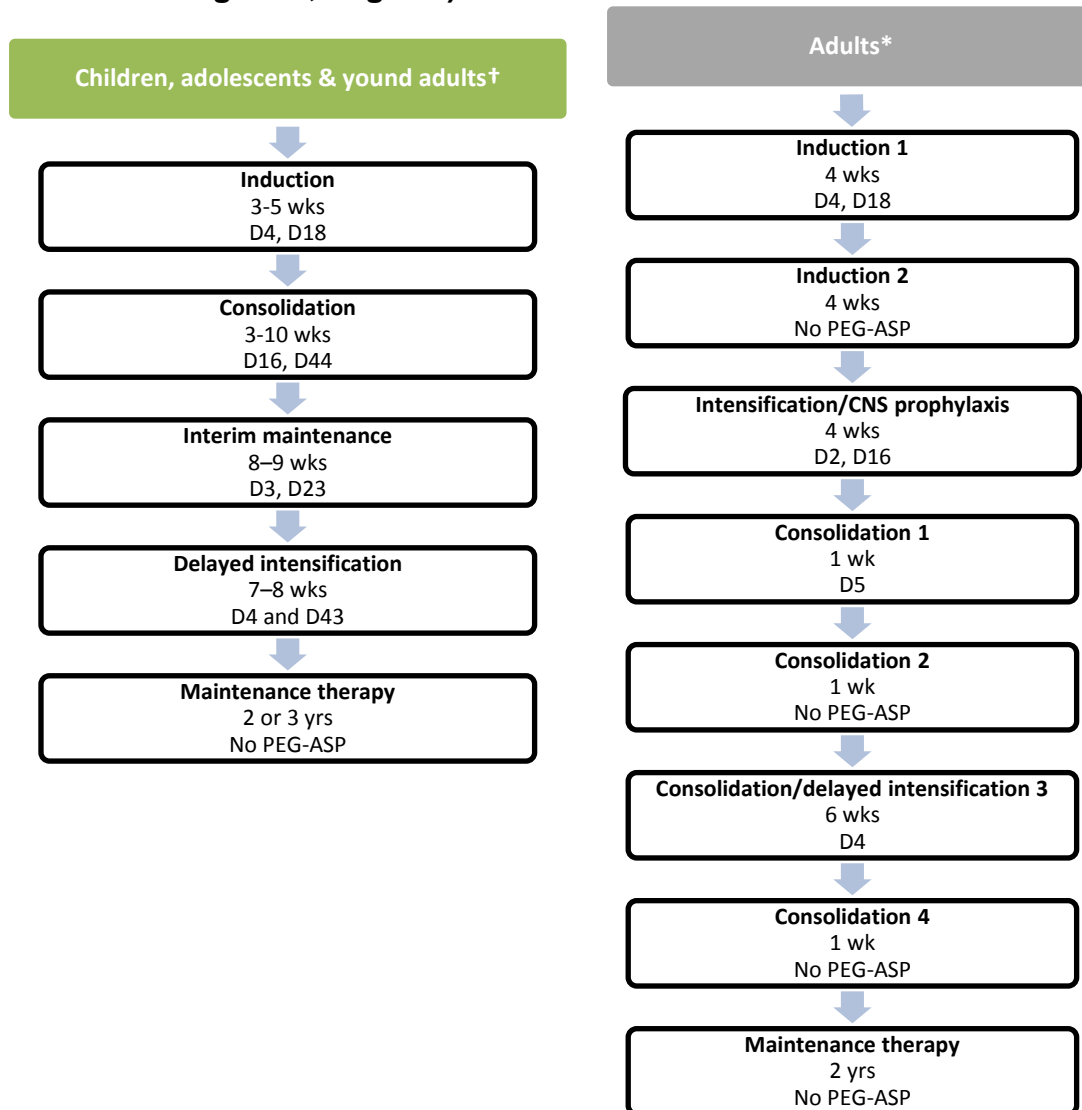 Children, adolescents & yound adults†
Induction
3-5 wks
D4, D18
Consolidation
3-10 wks
D16, D44
Interim maintenance
8–9 wks
D3, D23
Delayed intensification
7–8 wks
D4 and D43
Maintenance therapy
2 or 3 yrs
No PEG-ASP
Adults*
Induction 1
4 wks
D4, D18
Induction 2
4 wks
No PEG-ASP
Intensification/CNS prophylaxis
4 wks
D2, D16
Consolidation 1
1 wk
D5
Consolidation 2
1 wk
No PEG-ASP
Consolidation/delayed intensification 3
6 wks
D4
Consolidation 4
1 wk
No PEG-ASP
Maintenance therapy
2 yrs
No PEG-ASP